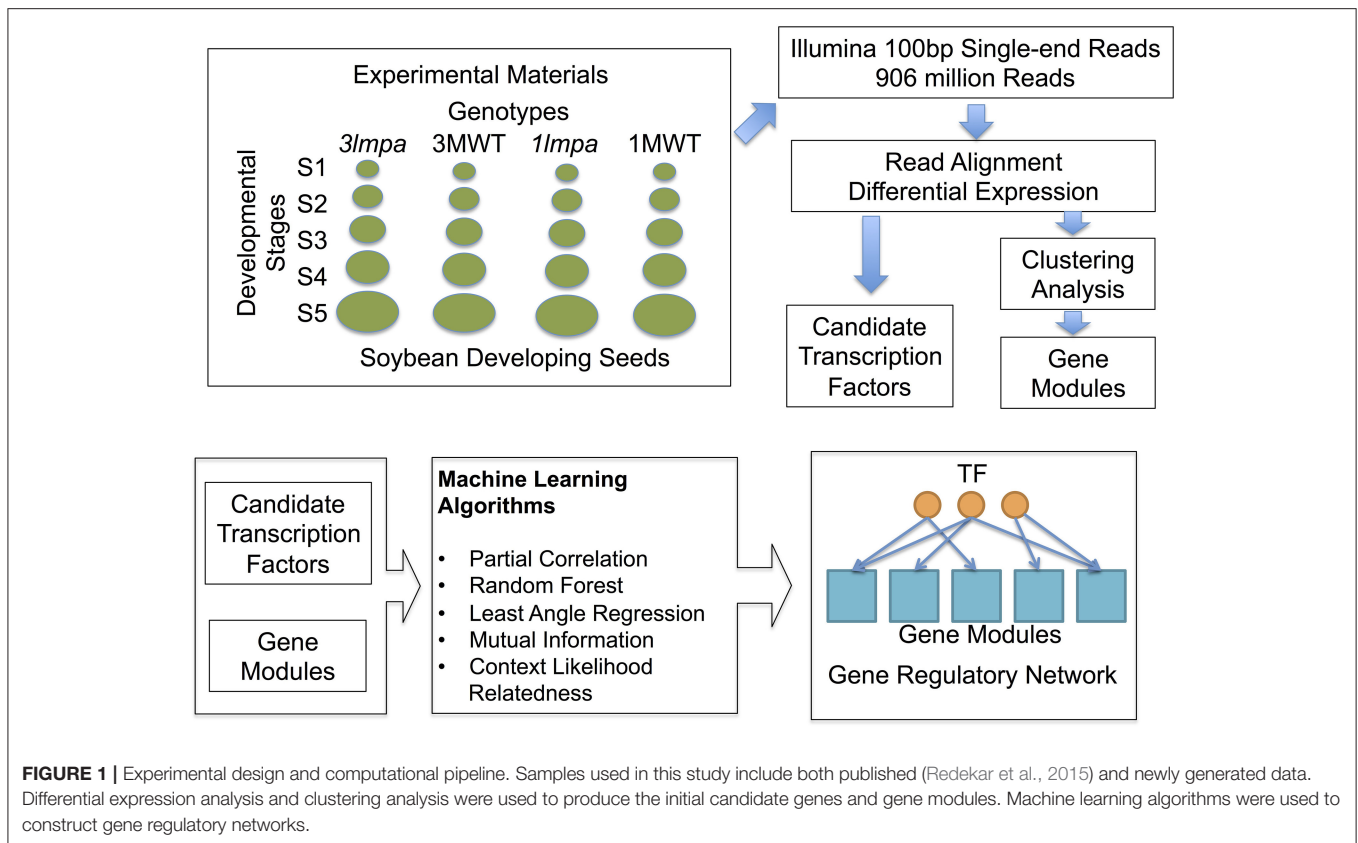 Experimental Materials
Genotypes
3lmpa 3MWT 1lmpa 1MWT
Developmental
Stages
S1
S2
S3
S4
S5
Soybean Developing Seeds
Illumina 100bp Single-end Reads
906 million Reads
Read Alignment
Differential Expression
Candidate
Transcription
Factors
Clustering
Analysis
Gene
Modules
Candidate
Transcription
Factors
Gene
Modules
Machine Learning
Algorithms
• Partial Correlation
• Random Forest
• Least Angle Regression
• Mutual Information
• Context Likelihood
Relatedness
TF
Gene Modules
Gene Regulatory Network
FIGURE 1 | Experimental design and computational pipeline. Samples used in this study include both published (Redekar et al., 2015) and newly generated data.
Differential expression analysis and clustering analysis were used to produce the initial candidate genes and gene modules. Machine learning algorithms were used to
construct gene regulatory networks.